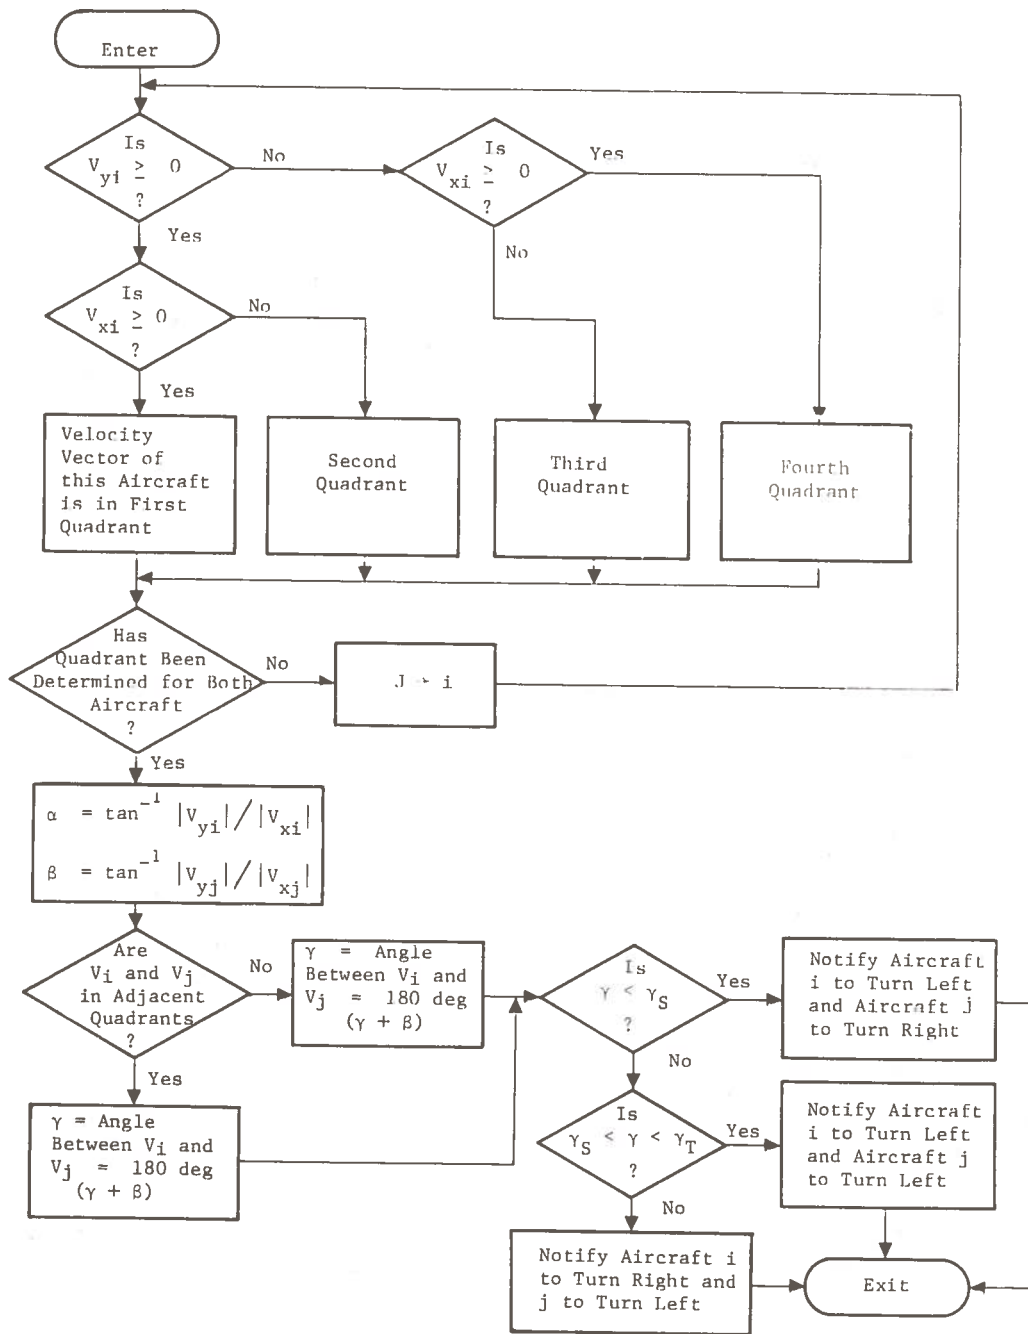 Enter
Is
V_yi ≥ 0
?
No
Is
V_xi ≥ 0
?
Yes
Yes
No
Is
V_xi ≥ 0
?
No
Yes
Velocity
Vector of
this Aircraft
is in First
Quadrant
Second
Quadrant
Third
Quadrant
Fourth
Quadrant
Has
Quadrant Been
Determined for Both
Aircraft
?
No
J → i
Yes
α = tan⁻¹ |V_yi|/|V_xi|
β = tan⁻¹ |V_yj|/|V_xj|
Are
V_i and V_j
in Adjacent
Quadrants
?
No
γ = Angle
Between V_i and
V_j = 180 deg
(γ + β)
Yes
γ = Angle
Between V_i and
V_j = 180 deg
(γ + β)
Is
γ < γ_S
?
Yes
Notify Aircraft
i to Turn Left
and Aircraft j
to Turn Right
No
Is
γ_S < γ < γ_T
?
Yes
Notify Aircraft
i to Turn Left
and Aircraft j
to Turn Left
No
Notify Aircraft i
to Turn Right and
j to Turn Left
Exit